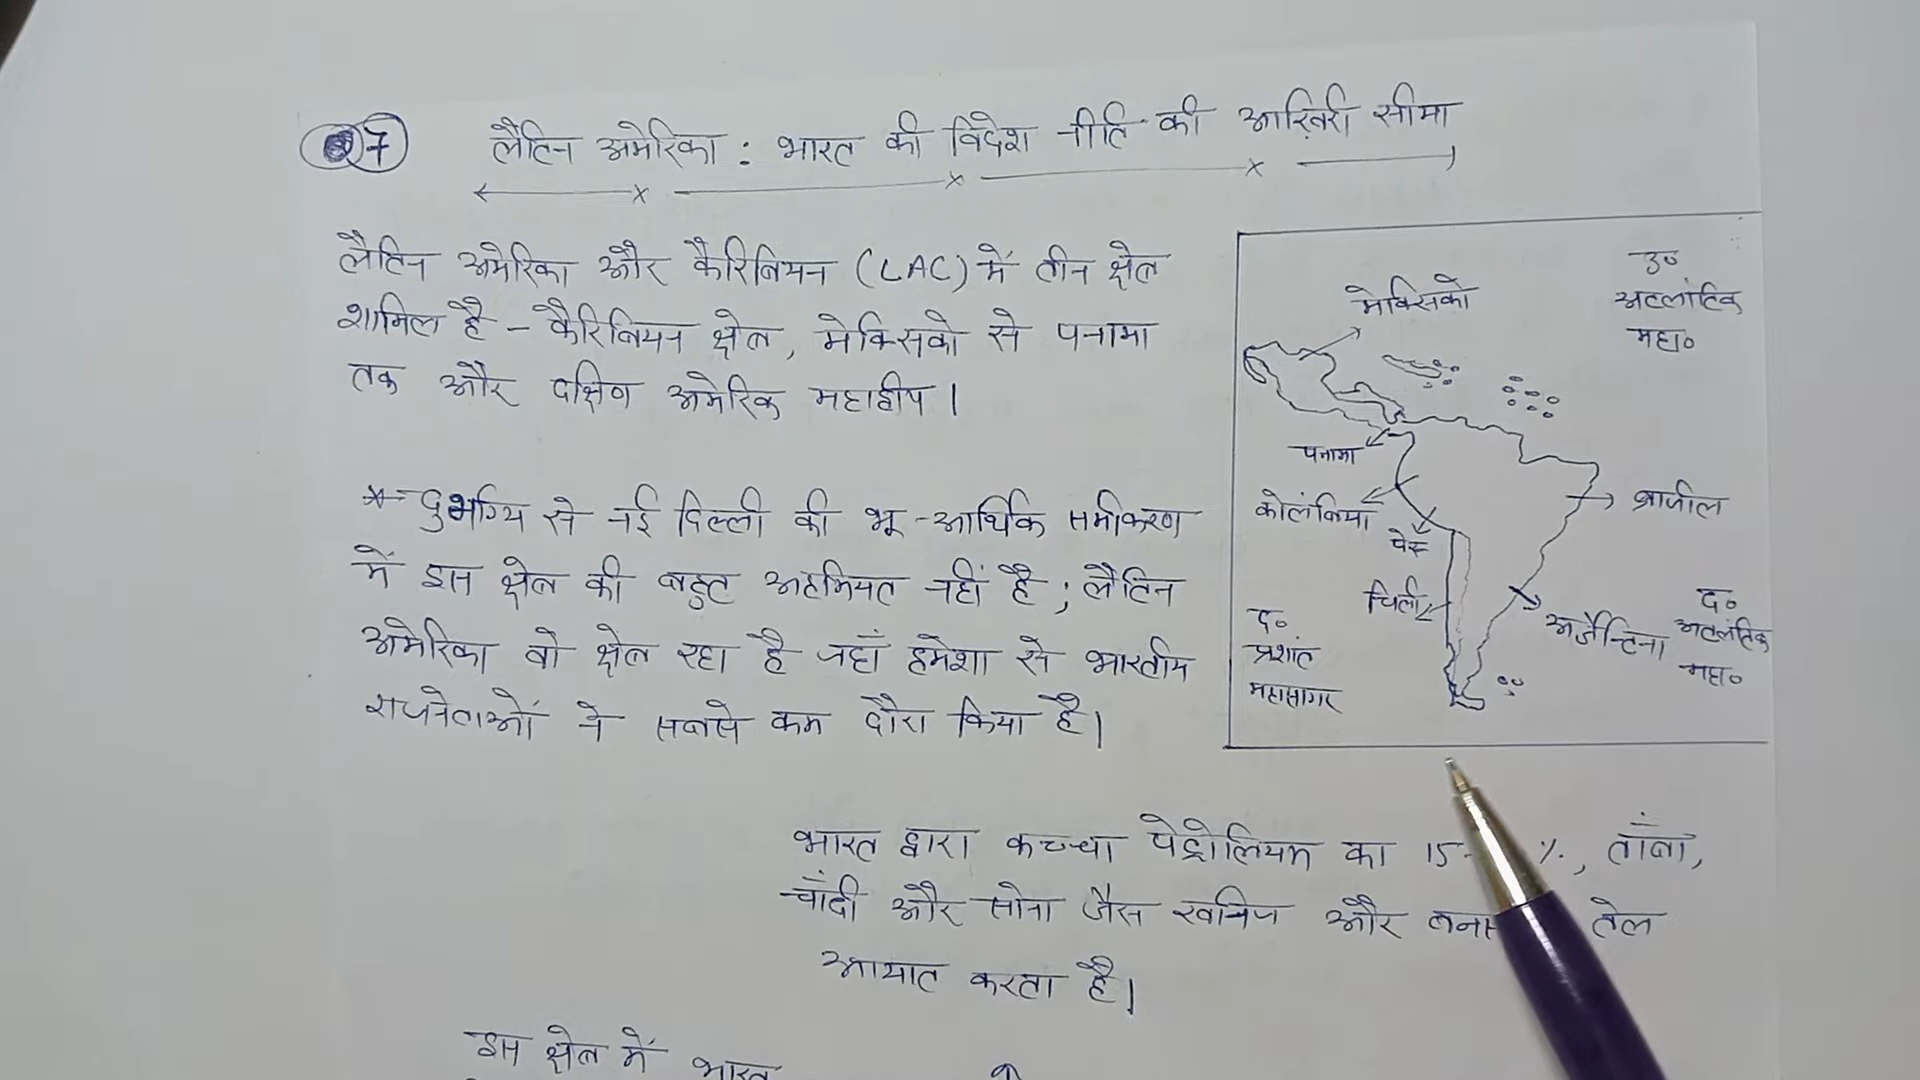 7 लैटिन अमेरिका : भारत की विदेश नीति की आख़िरी सीमा
लैटिन अमेरिका और कैरिबियन (LAC) में तीन क्षेत्र
शामिल है - कैरिबियन क्षेत्र, मेक्सिको से पनामा
तक और दक्षिण अमेरिक महाद्वीप।
दुर्भाग्य से नई दिल्ली की भू-आर्थिक समीकरण
में इस क्षेत्र की बहुत अहमियत नहीं है; लैटिन
अमेरिका वो क्षेत्र रहा है जहाँ हमेशा से भारतीय
राजनेताओं ने सबसे कम दौरा किया है।
मेक्सिको
उ०
अटलांटिक
महा०
पनामा
कोलंबिया
पेरू
ब्राजील
चिली
अर्जेन्टिना
द०
प्रशांत
महासागर
द०
अटलांतिक
महा०
भारत द्वारा कच्चा पेट्रोलियम का 15- %, ताँबा,
चाँदी और सोना जैस खनिज और तेल
आयात करता है।
इस क्षेत्र में भारत